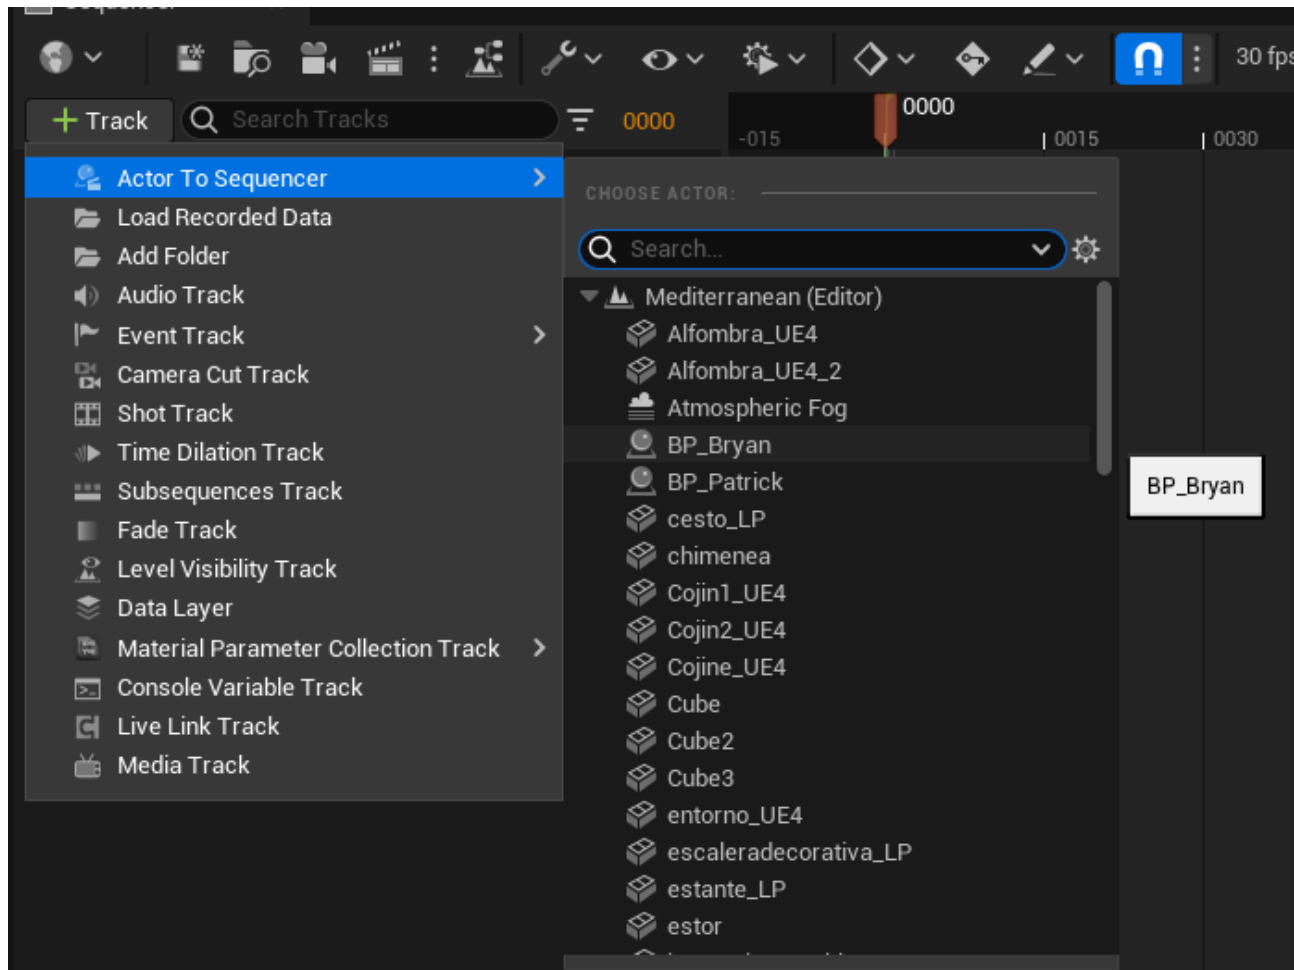 Sequencer
30 fps
+ Track
Search Tracks
0000
0000
-015
0015
0030
Actor To Sequencer
Load Recorded Data
Add Folder
Audio Track
Event Track
Camera Cut Track
Shot Track
Time Dilation Track
Subsequences Track
Fade Track
Level Visibility Track
Data Layer
Material Parameter Collection Track
Console Variable Track
Live Link Track
Media Track
CHOOSE ACTOR:
Search...
Mediterranean (Editor)
Alfombra_UE4
Alfombra_UE4_2
Atmospheric Fog
BP_Bryan
BP_Patrick
cesto_LP
chimenea
Cojin1_UE4
Cojin2_UE4
Cojine_UE4
Cube
Cube2
Cube3
entorno_UE4
escaleradecorativa_LP
estante_LP
estor
BP_Bryan